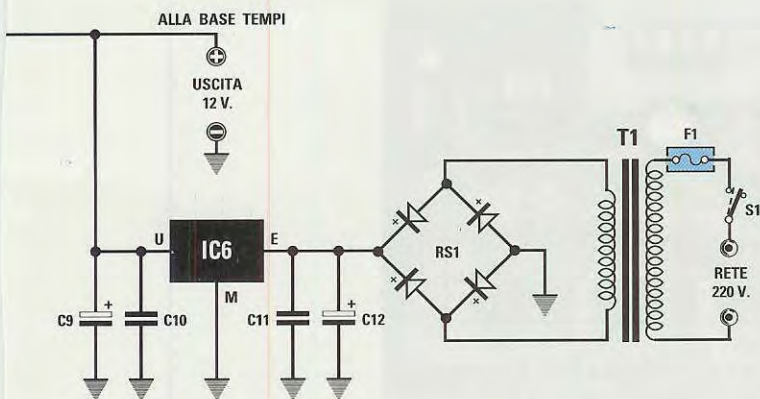 ALLA BASE TEMPI
USCITA
12 V.
T1
F1
S1
U
IC6
E
RS1
RETE
220 V.
M
C9
+
C10
C11
+
C12